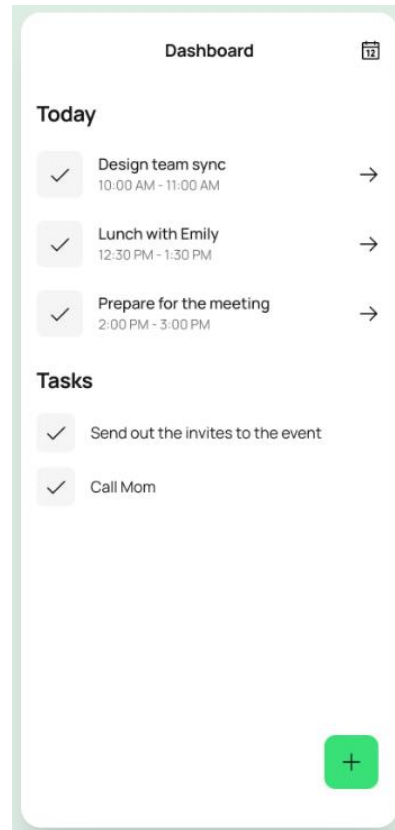 Dashboard
12
Today
Design team sync
10:00 AM - 11:00 AM
Lunch with Emily
12:30 PM - 1:30 PM
Prepare for the meeting
2:00 PM - 3:00 PM
Tasks
Send out the invites to the event
Call Mom
+